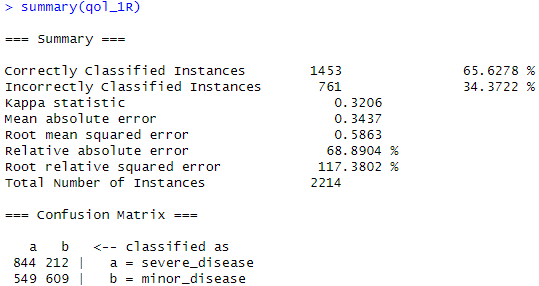 > summary(qol_1R)
=== Summary ===
Correctly Classified Instances 1453 65.6278 %
Incorrectly Classified Instances 761 34.3722 %
Kappa statistic 0.3206
Mean absolute error 0.3437
Root mean squared error 0.5863
Relative absolute error 68.8904 %
Root relative squared error 117.3802 %
Total Number of Instances 2214
=== Confusion Matrix ===
a b <-- classified as
844 212 | a = severe_disease
549 609 | b = minor_disease